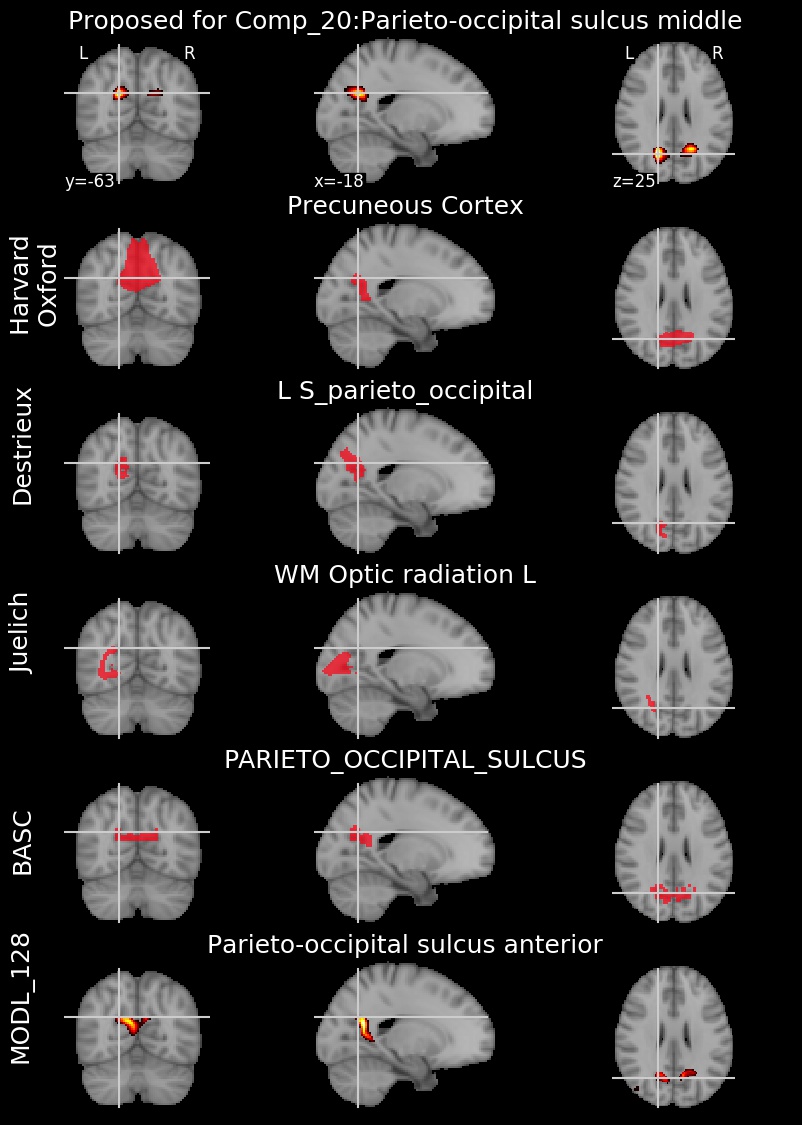 Proposed for Comp_20:Parieto-occipital sulcus middle
L R L R
y=-63 x=-18 z=25
Precuneous Cortex
Harvard
Oxford
L S_parieto_occipital
Destrieux
WM Optic radiation L
Juelich
PARIETO_OCCIPITAL_SULCUS
BASC
Parieto-occipital sulcus anterior
MODL_128